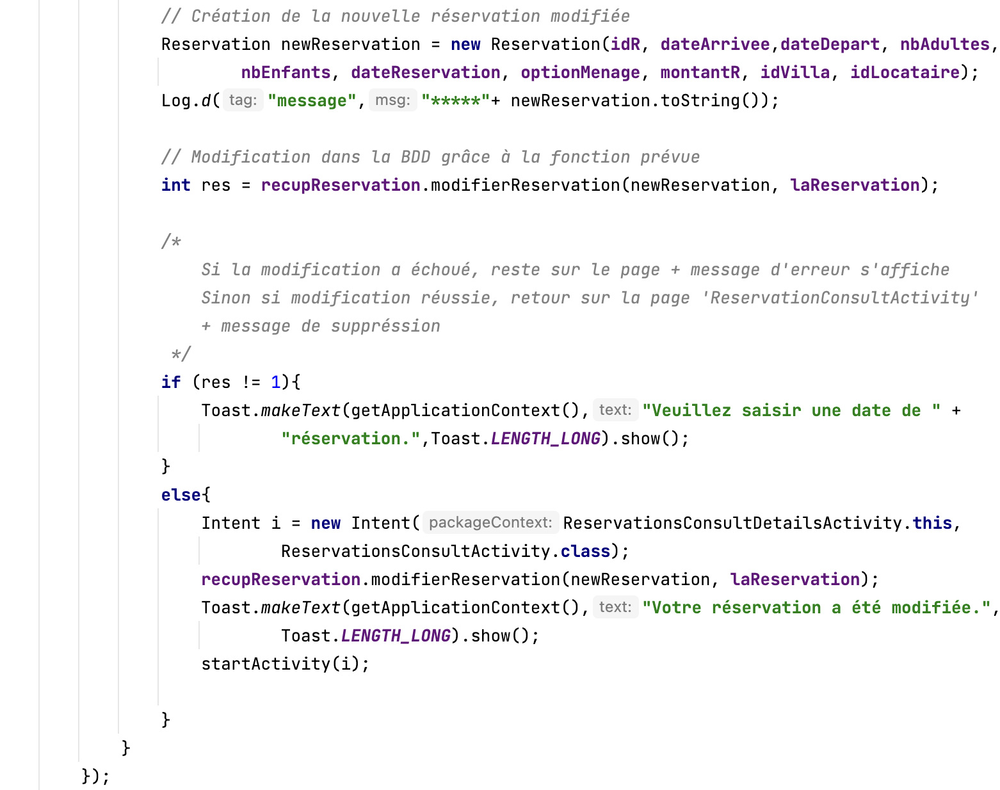 // Création de la nouvelle réservation modifiée
Reservation newReservation = new Reservation(idR, dateArrivee,dateDepart, nbAdultes,
nbEnfants, dateReservation, optionMenage, montantR, idVilla, idLocataire);
Log.d( tag: "message", msg: "*****"+ newReservation.toString());
// Modification dans la BDD grâce à la fonction prévue
int res = recupReservation.modifierReservation(newReservation, laReservation);
/*
Si la modification a échoué, reste sur le page + message d'erreur s'affiche
Sinon si modification réussie, retour sur la page 'ReservationConsultActivity'
+ message de suppréssion
*/
if (res != 1){
Toast.makeText(getApplicationContext(), text: "Veuillez saisir une date de " +
"réservation.",Toast.LENGTH_LONG).show();
}
else{
Intent i = new Intent( packageContext: ReservationsConsultDetailsActivity.this,
ReservationsConsultActivity.class);
recupReservation.modifierReservation(newReservation, laReservation);
Toast.makeText(getApplicationContext(), text: "Votre réservation a été modifiée.",
Toast.LENGTH_LONG).show();
startActivity(i);
}
}
});